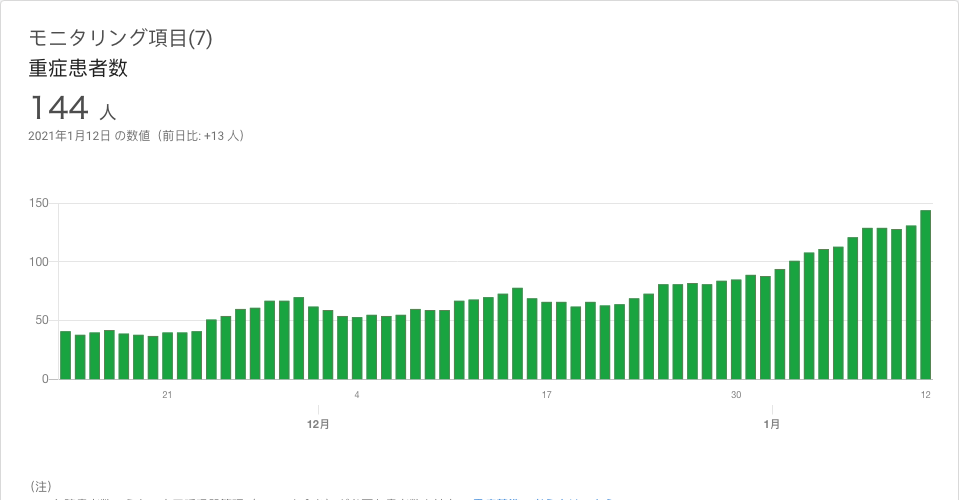 モニタリング項目(7)
重症患者数
144 人
2021年1月12日 の数値（前日比: +13 人）
150
100
50
0
21 4 17 30 12
12月 1月
（注）